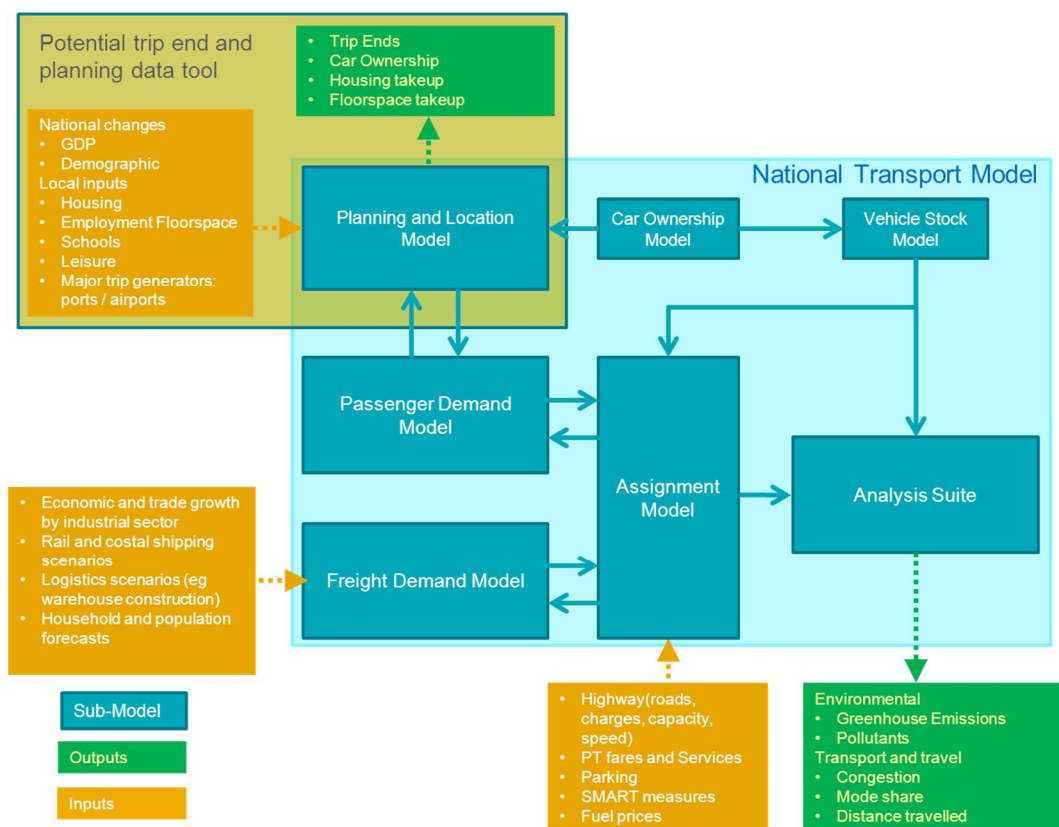 Potential trip end and
planning data tool
• Trip Ends
• Car Ownership
• Housing takeup
• Floorspace takeup
National changes
• GDP
• Demographic
Local inputs
• Housing
• Employment Floorspace
• Schools
• Leisure
• Major trip generators:
ports / airports
National Transport Model
Planning and Location
Model
Car Ownership
Model
Vehicle Stock
Model
Passenger Demand
Model
Assignment
Model
Analysis Suite
• Economic and trade growth
by industrial sector
• Rail and costal shipping
scenarios
• Logistics scenarios (eg
warehouse construction)
• Household and population
forecasts
Freight Demand Model
Sub-Model
Outputs
Inputs
• Highway(roads,
charges, capacity,
speed)
• PT fares and Services
• Parking
• SMART measures
• Fuel prices
Environmental
• Greenhouse Emissions
• Pollutants
Transport and travel
• Congestion
• Mode share
• Distance travelled